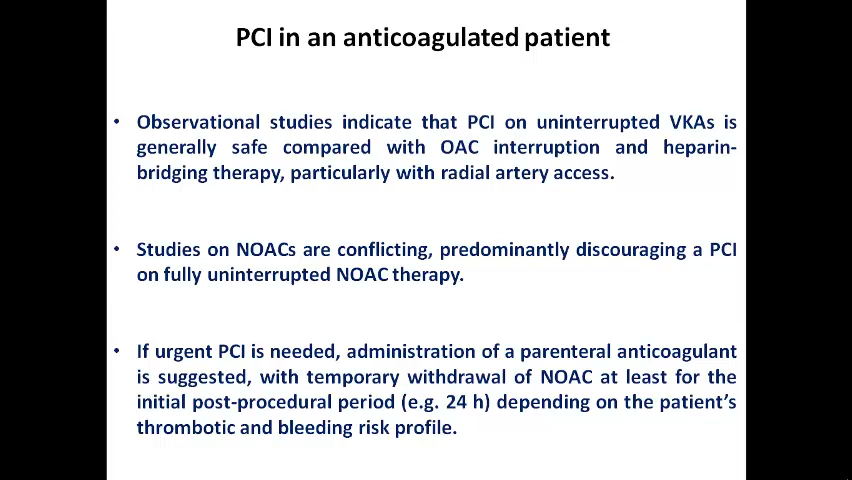 PCI in an anticoagulated patient
• Observational studies indicate that PCI on uninterrupted VKAs is
generally safe compared with OAC interruption and heparin-
bridging therapy, particularly with radial artery access.
• Studies on NOACs are conflicting, predominantly discouraging a PCI
on fully uninterrupted NOAC therapy.
• If urgent PCI is needed, administration of a parenteral anticoagulant
is suggested, with temporary withdrawal of NOAC at least for the
initial post-procedural period (e.g. 24 h) depending on the patient’s
thrombotic and bleeding risk profile.